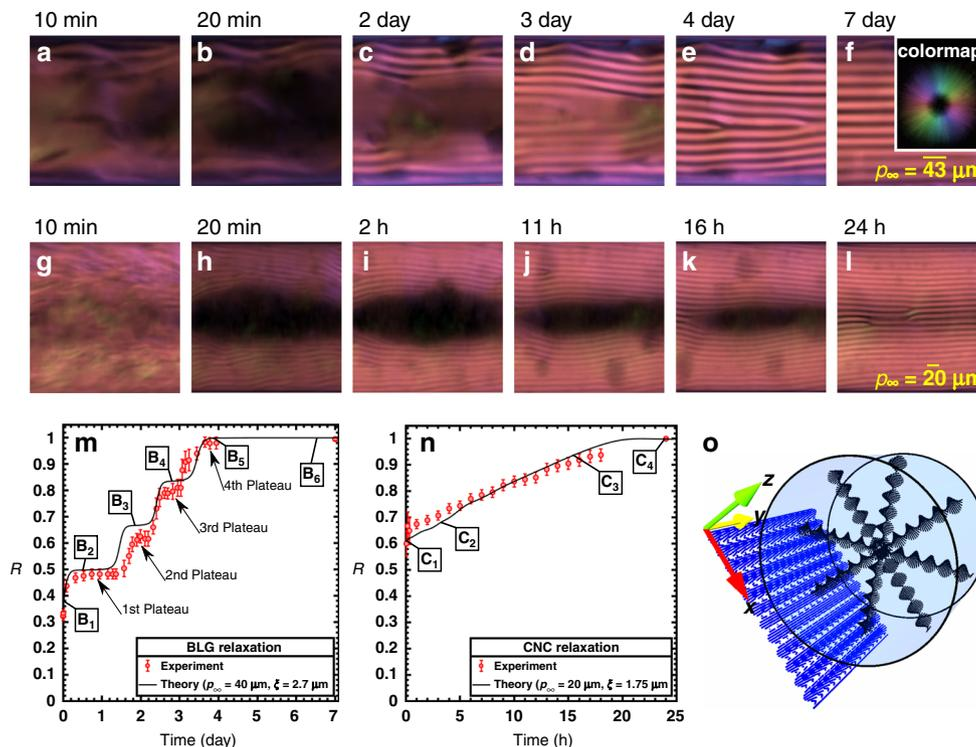 10 min 20 min 2 day 3 day 4 day 7 day
a b c d e f colormap
p∞ = 43 μm
10 min 20 min 2 h 11 h 16 h 24 h
g h i j k l
p∞ = 20 μm
m n o
1 1
0.9 0.9
0.8 0.8
0.7 0.7
0.6 0.6
0.5 0.5
0.4 0.4
0.3 0.3
0.2 0.2
0.1 0.1
0 0
R R
B1
B2
B3
B4
B5
B6
1st Plateau
2nd Plateau
3rd Plateau
4th Plateau
BLG relaxation
Experiment
Theory (p∞ = 40 μm, ξ = 2.7 μm
0 1 2 3 4 5 6 7
Time (day)
C1
C2
C3
C4
CNC relaxation
Experiment
Theory (p∞ = 20 μm, ξ = 1.75 μm
0 5 10 15 20 25
Time (h)
z
y
x